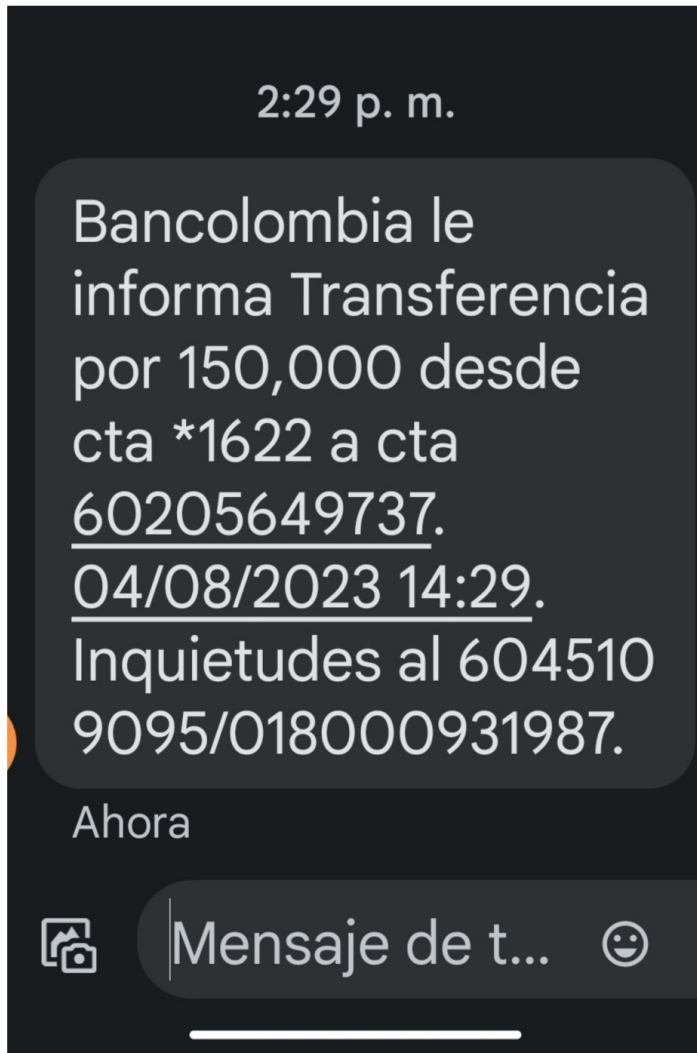 2:29 p. m.
Bancolombia le
informa Transferencia
por 150,000 desde
cta *1622 a cta
60205649737.
04/08/2023 14:29.
Inquietudes al 604510
9095/018000931987.
Ahora
Mensaje de t...